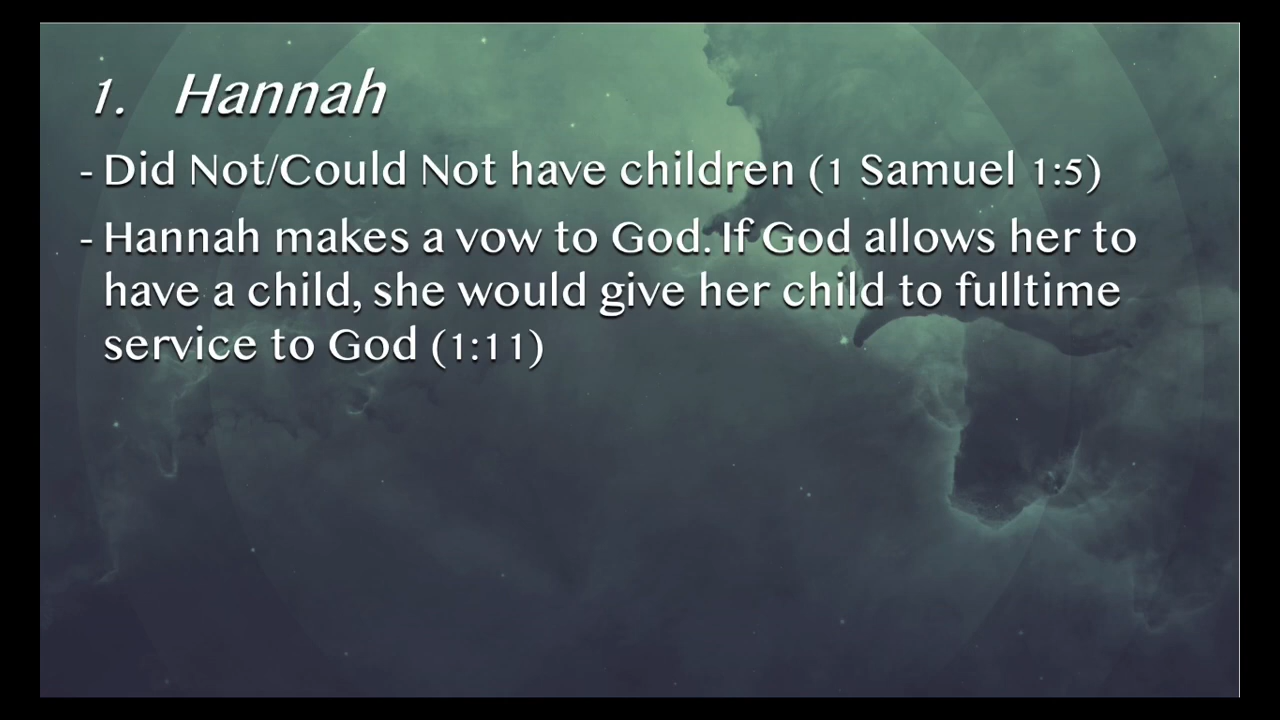 1. Hannah
- Did Not/Could Not have children (1 Samuel 1:5)
- Hannah makes a vow to God. If God allows her to
have a child, she would give her child to fulltime
service to God (1:11)